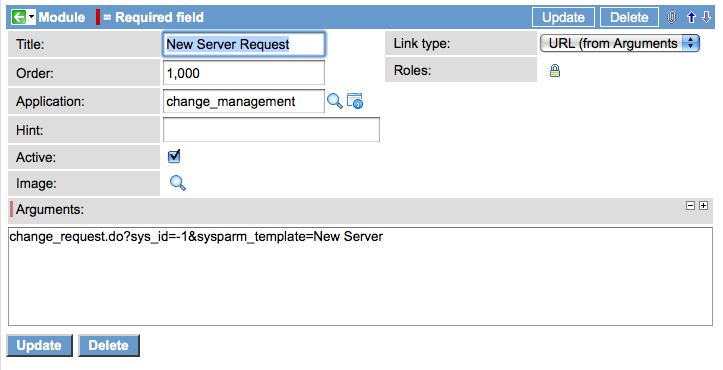 Module = Required field Update Delete
Title: New Server Request Link type: URL (from Arguments
Order: 1,000 Roles:
Application: change_management
Hint:
Active:
Image:
Arguments:
change_request.do?sys_id=-1&sysparm_template=New Server
Update Delete